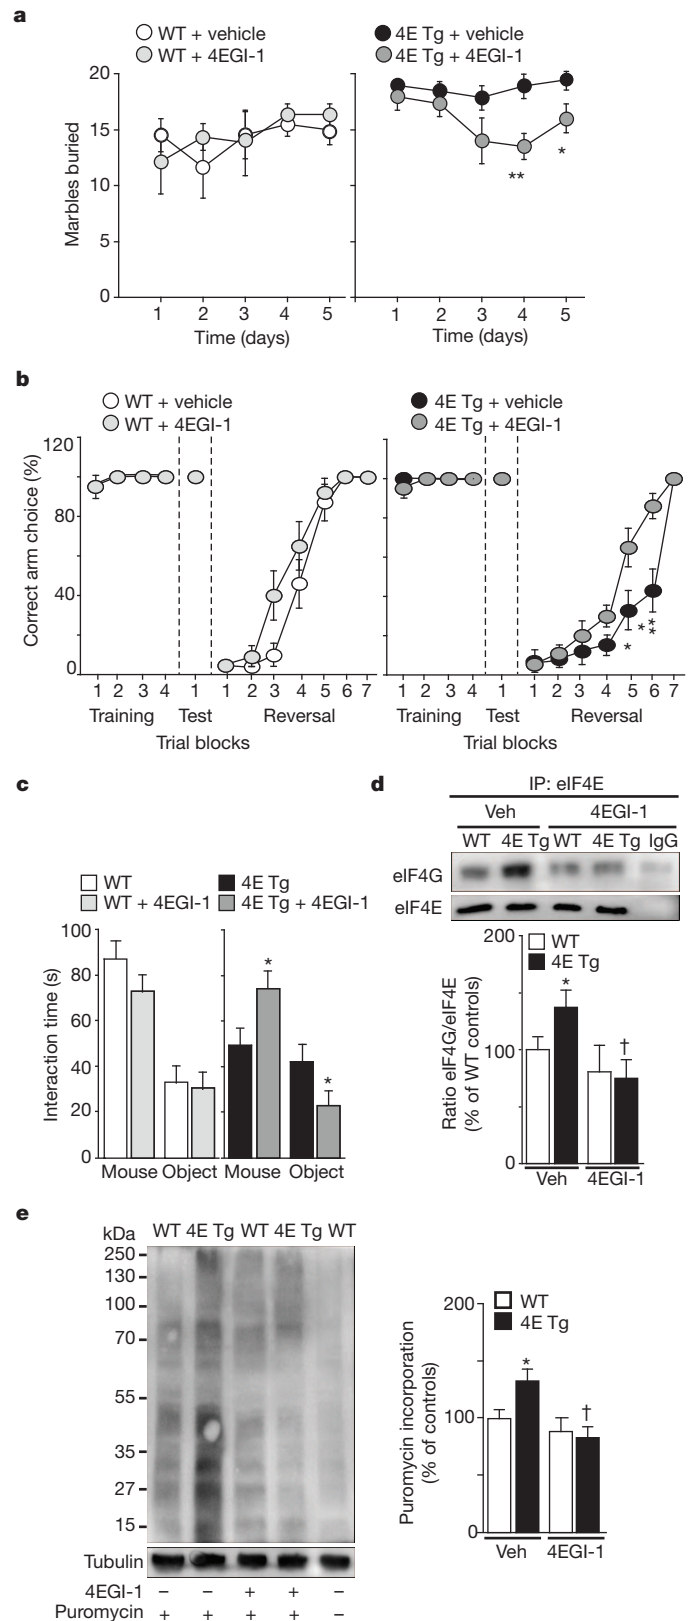 a
WT + vehicle
WT + 4EGI-1
4E Tg + vehicle
4E Tg + 4EGI-1
Marbles buried
20
15
10
5
0
1 2 3 4 5
Time (days)
1 2 3 4 5
Time (days)
*
**
b
WT + vehicle
WT + 4EGI-1
4E Tg + vehicle
4E Tg + 4EGI-1
Correct arm choice (%)
120
80
40
0
*
*
**
1 2 3 4 1 1 2 3 4 5 6 7
Training Test Reversal
Trial blocks
1 2 3 4 1 1 2 3 4 5 6 7
Training Test Reversal
Trial blocks
c
WT
WT + 4EGI-1
4E Tg
4E Tg + 4EGI-1
Interaction time (s)
100
80
60
40
20
0
*
*
Mouse Object Mouse Object
d
IP: eIF4E
Veh 4EGI-1
WT 4E Tg WT 4E Tg IgG
eIF4G
eIF4E
Ratio eIF4G/eIF4E
(% of WT controls)
200
100
0
WT
4E Tg
*
†
Veh 4EGI-1
e
kDa WT 4E Tg WT 4E Tg WT
250
130
100
70
55
35
27
15
Tubulin
4EGI-1 – – + + –
Puromycin + + + + –
Puromycin incorporation
(% of controls)
200
100
0
WT
4E Tg
*
†
Veh 4EGI-1